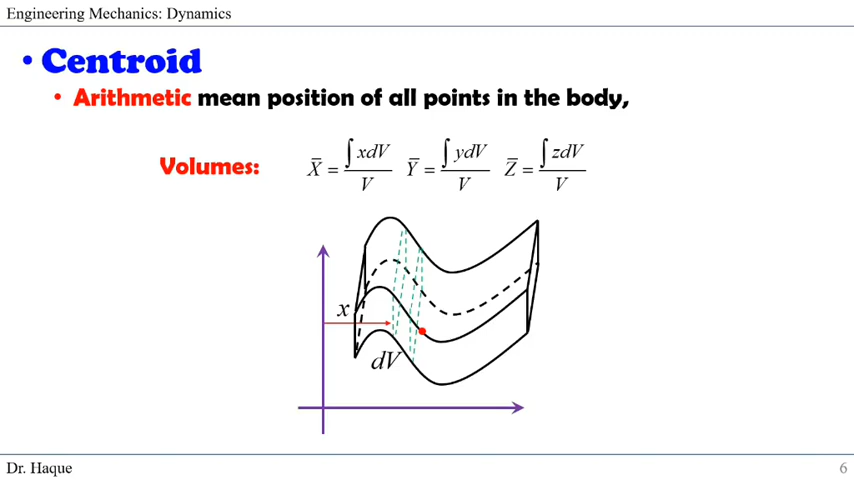 Engineering Mechanics: Dynamics
• Centroid
• Arithmetic mean position of all points in the body,
Volumes: X̄ = ∫xdV / V Ȳ = ∫ydV / V Z̄ = ∫zdV / V
x
dV
Dr. Haque 6